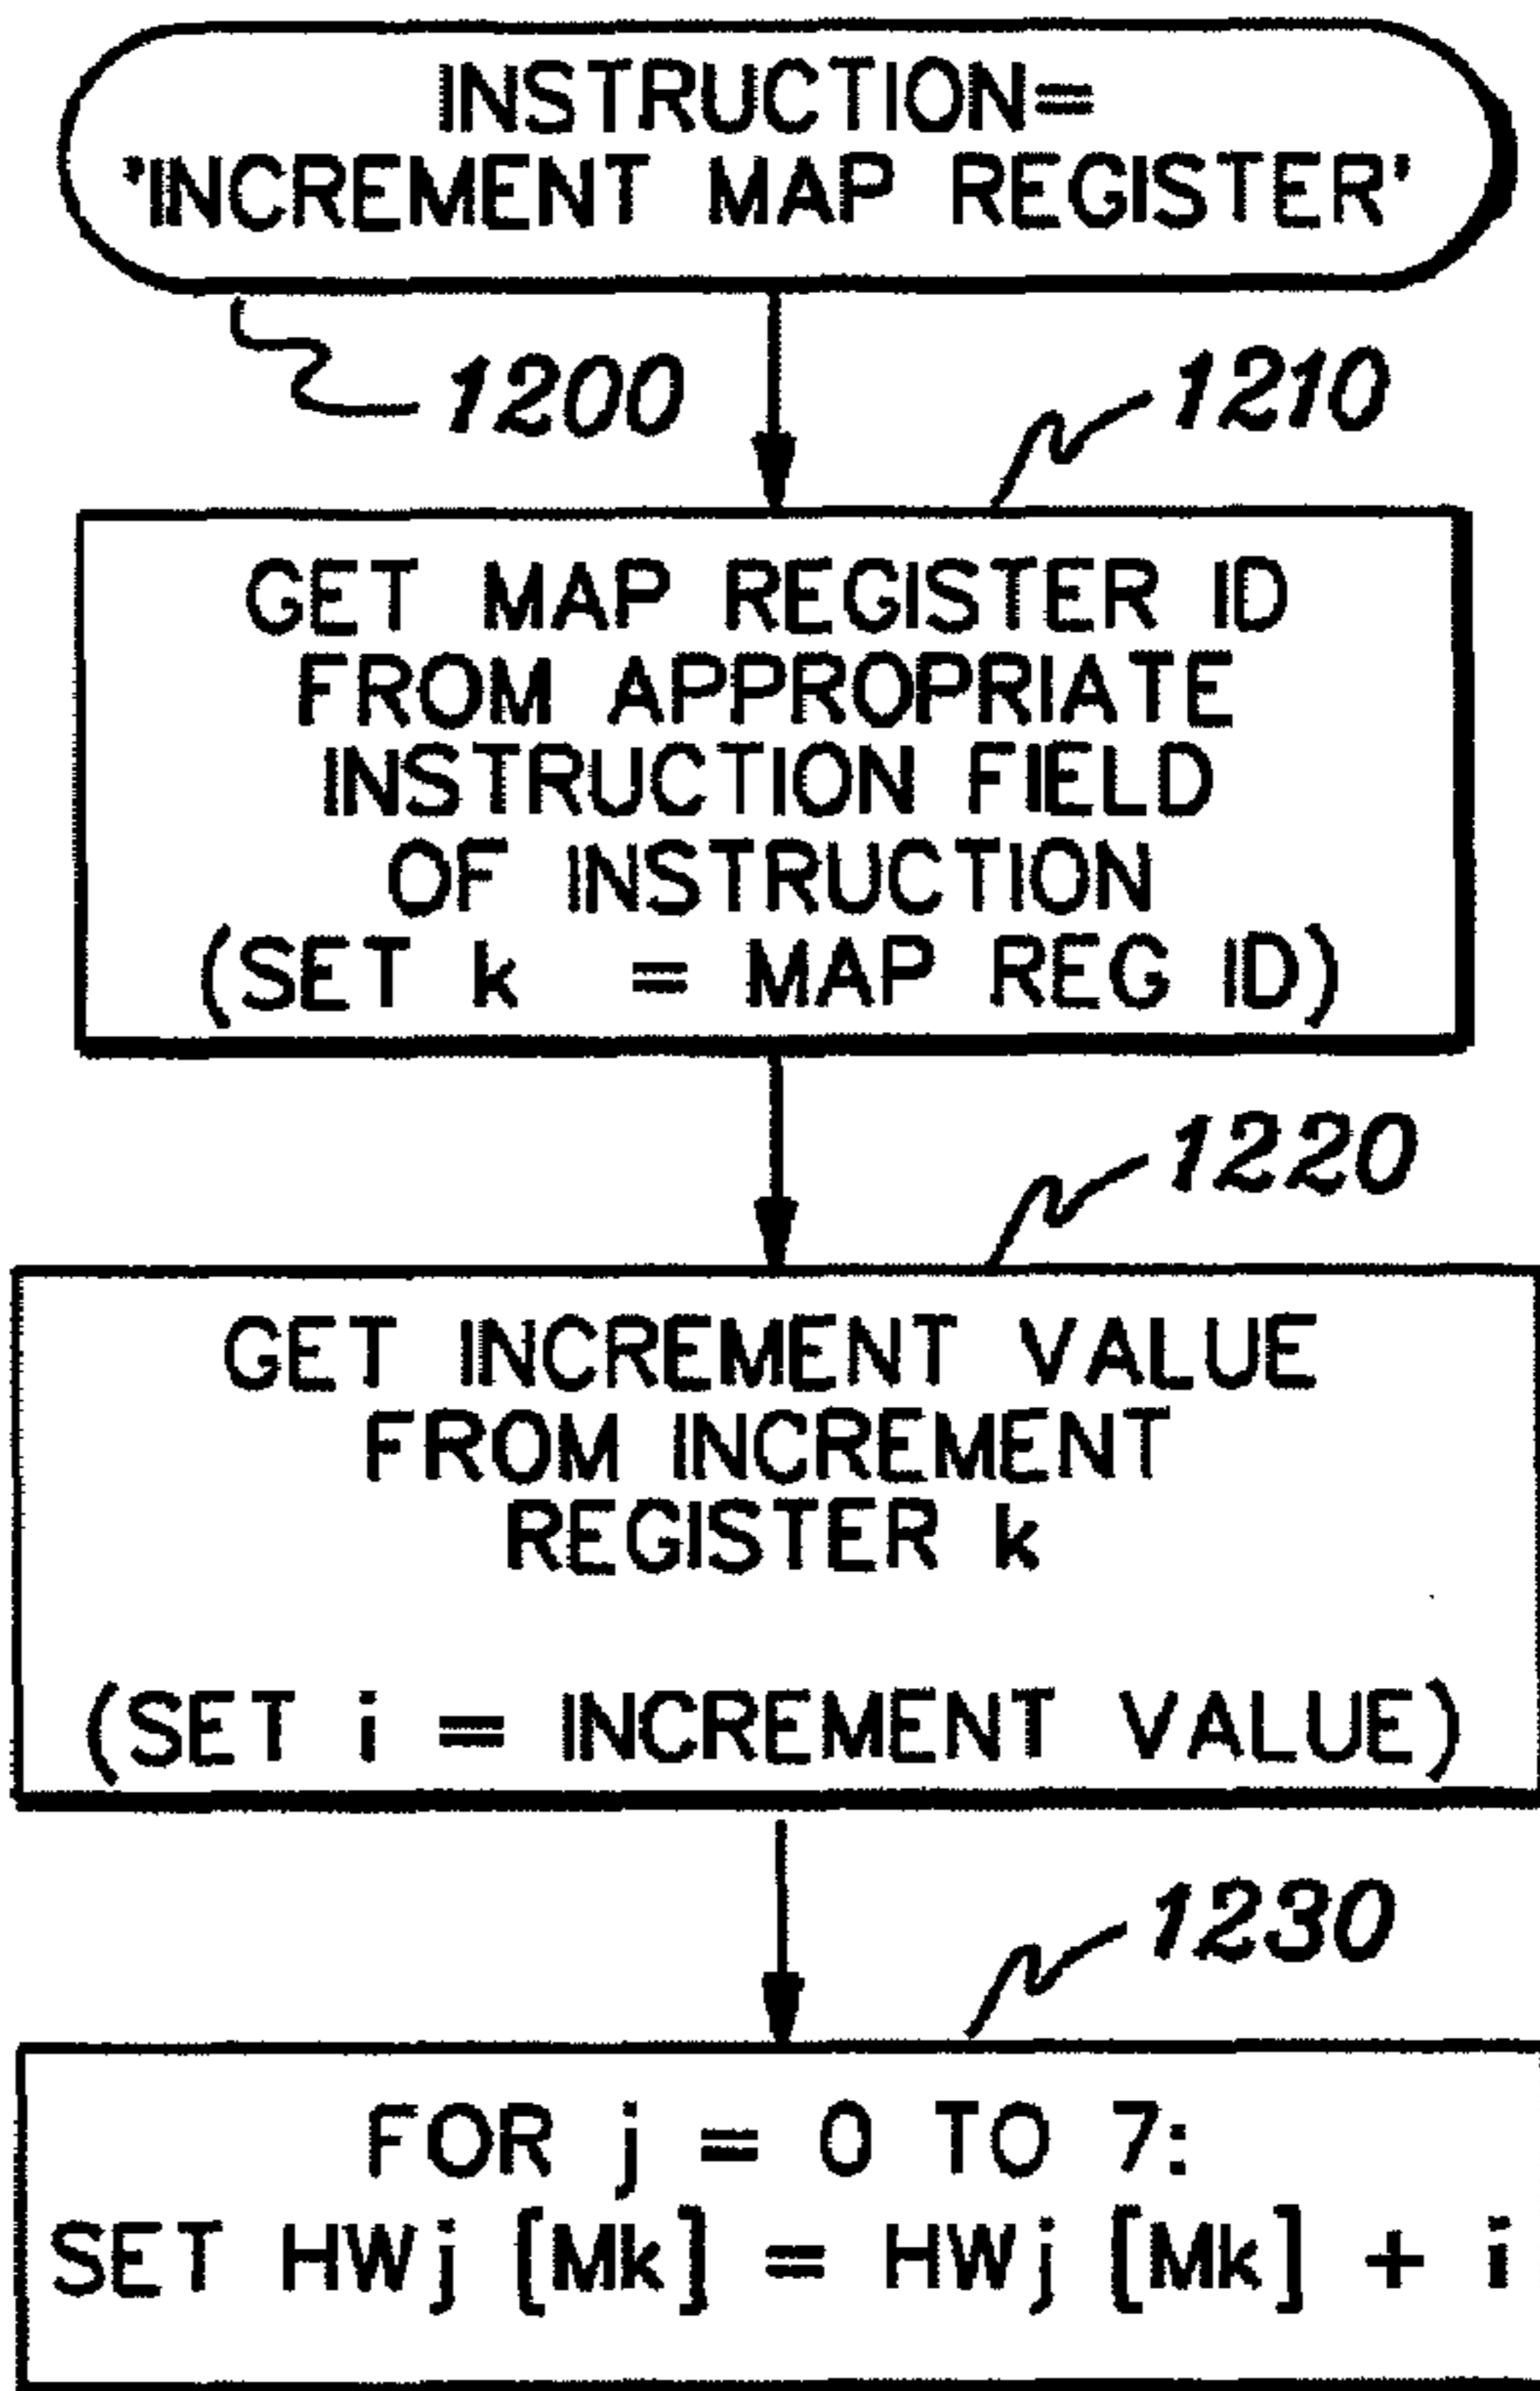 INSTRUCTION=
'INCREMENT MAP REGISTER'
1200
1210
GET MAP REGISTER ID
FROM APPROPRIATE
INSTRUCTION FIELD
OF INSTRUCTION
(SET k = MAP REG ID)
1220
GET INCREMENT VALUE
FROM INCREMENT
REGISTER k
(SET i = INCREMENT VALUE)
1230
FOR j = 0 TO 7:
SET HWj [Mk] = HWj [Mk] + i